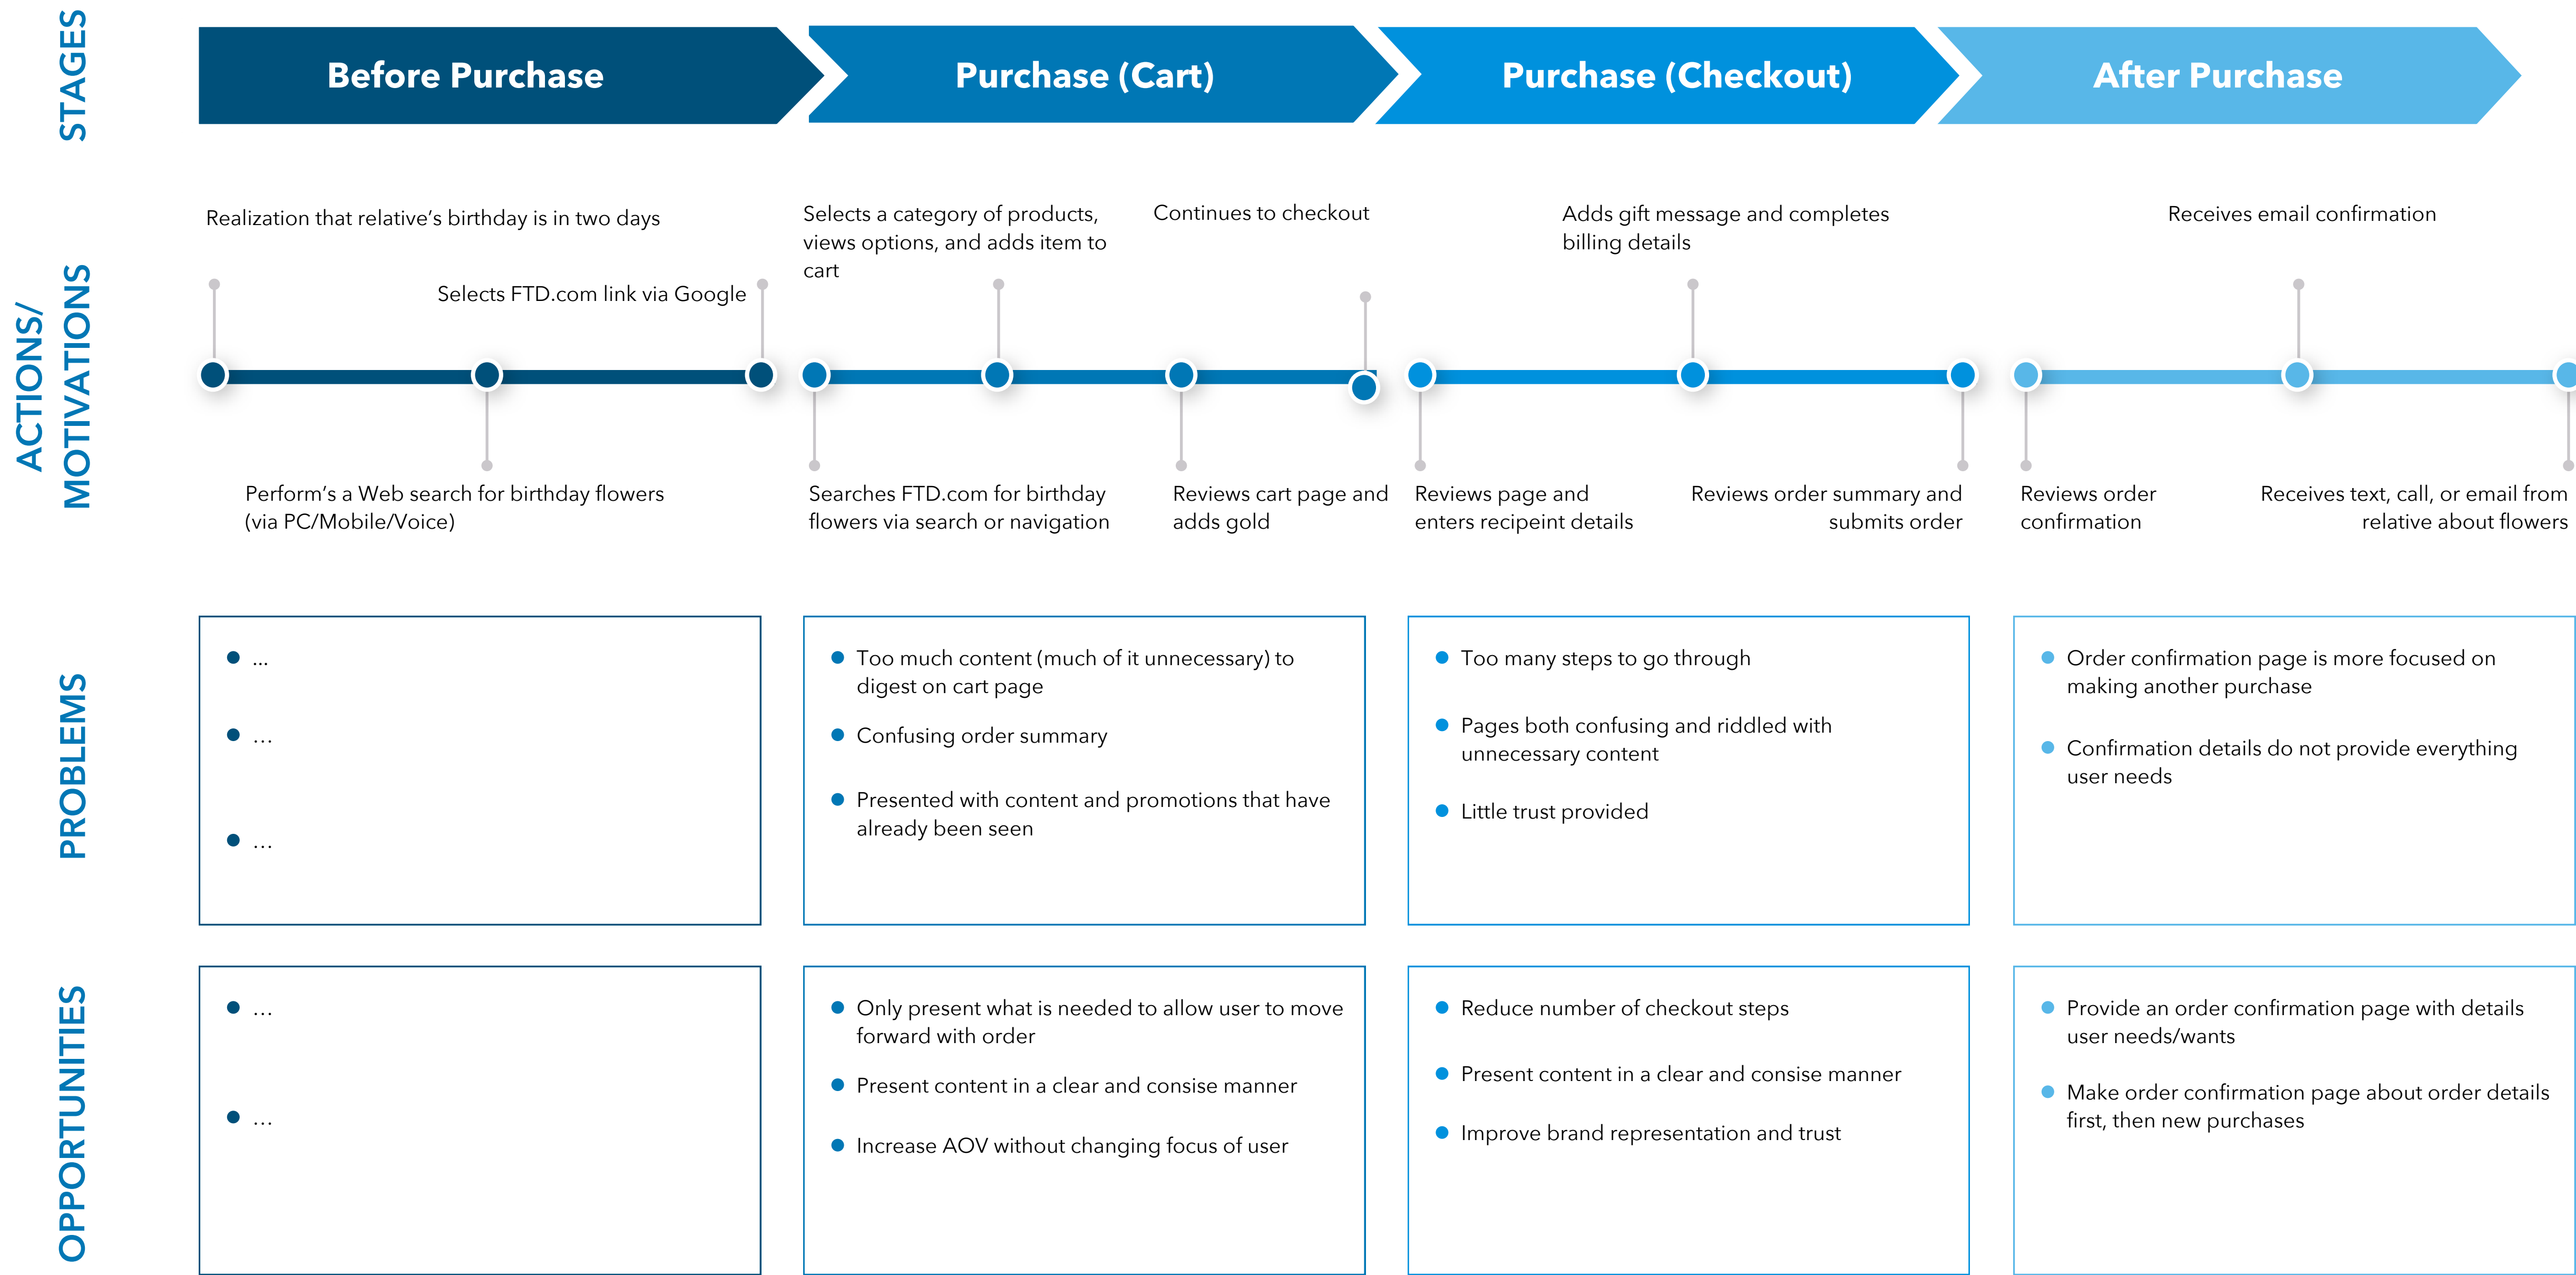 STAGES
Before Purchase
Purchase (Cart)
Purchase (Checkout)
After Purchase
ACTIONS/
MOTIVATIONS
Realization that relative’s birthday is in two days
Selects FTD.com link via Google
Perform’s a Web search for birthday flowers
(via PC/Mobile/Voice)
Selects a category of products,
views options, and adds item to
cart
Continues to checkout
Searches FTD.com for birthday
flowers via search or navigation
Reviews cart page and
adds gold
Adds gift message and completes
billing details
Reviews page and
enters recipeint details
Reviews order summary and
submits order
Receives email confirmation
Reviews order
confirmation
Receives text, call, or email from
relative about flowers
PROBLEMS
...
…
…
Too much content (much of it unnecessary) to
digest on cart page
Confusing order summary
Presented with content and promotions that have
already been seen
Too many steps to go through
Pages both confusing and riddled with
unnecessary content
Little trust provided
Order confirmation page is more focused on
making another purchase
Confirmation details do not provide everything
user needs
OPPORTUNITIES
…
…
Only present what is needed to allow user to move
forward with order
Present content in a clear and consise manner
Increase AOV without changing focus of user
Reduce number of checkout steps
Present content in a clear and consise manner
Improve brand representation and trust
Provide an order confirmation page with details
user needs/wants
Make order confirmation page about order details
first, then new purchases